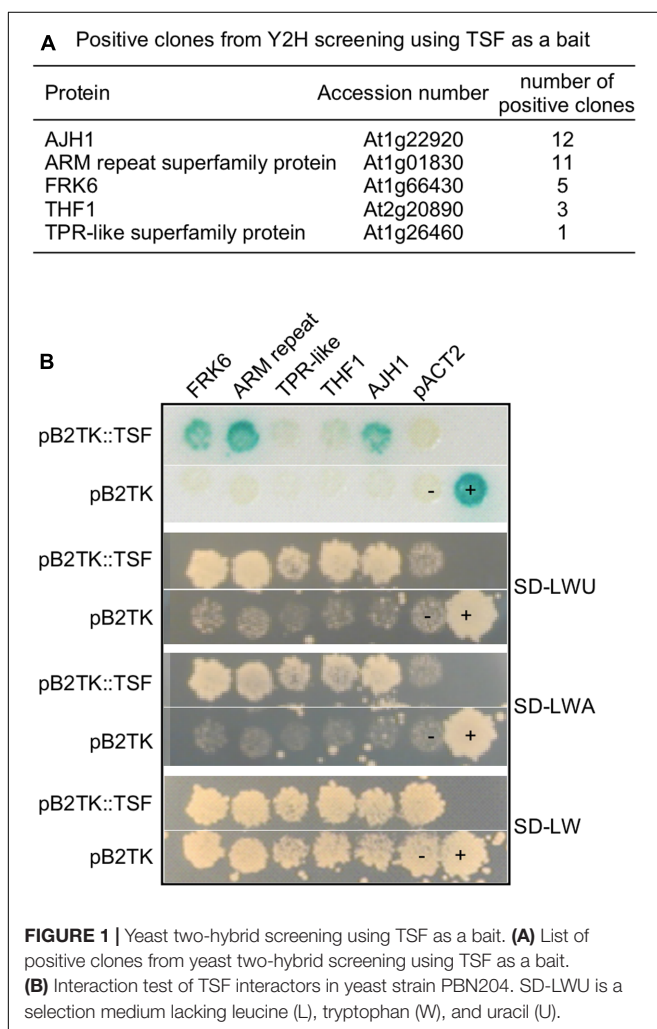 A Positive clones from Y2H screening using TSF as a bait
Protein Accession number number of positive clones
AJH1 At1g22920 12
ARM repeat superfamily protein At1g01830 11
FRK6 At1g66430 5
THF1 At2g20890 3
TPR-like superfamily protein At1g26460 1
B
FRK6 ARM repeat TPR-like THF1 AJH1 pACT2
pB2TK::TSF
pB2TK - +
pB2TK::TSF
SD-LWU
pB2TK - +
pB2TK::TSF
SD-LWA
pB2TK - +
pB2TK::TSF
SD-LW
pB2TK - +
FIGURE 1 | Yeast two-hybrid screening using TSF as a bait. (A) List of
positive clones from yeast two-hybrid screening using TSF as a bait.
(B) Interaction test of TSF interactors in yeast strain PBN204. SD-LWU is a
selection medium lacking leucine (L), tryptophan (W), and uracil (U).